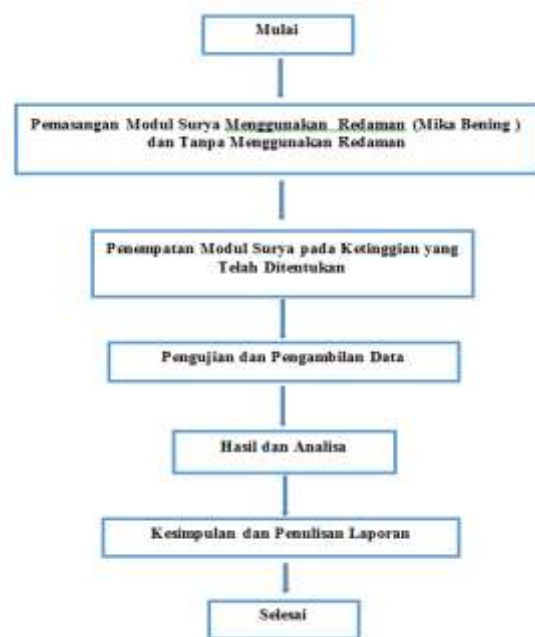 Mulai
Pemasangan Modul Surya Menggunakan Redaman (Mika Bening )
dan Tanpa Menggunakan Redaman
Penempatan Modul Surya pada Ketinggian yang
Telah Ditentukan
Pengujian dan Pengambilan Data
Hasil dan Analisa
Kesimpulan dan Penulisan Laporan
Selesai